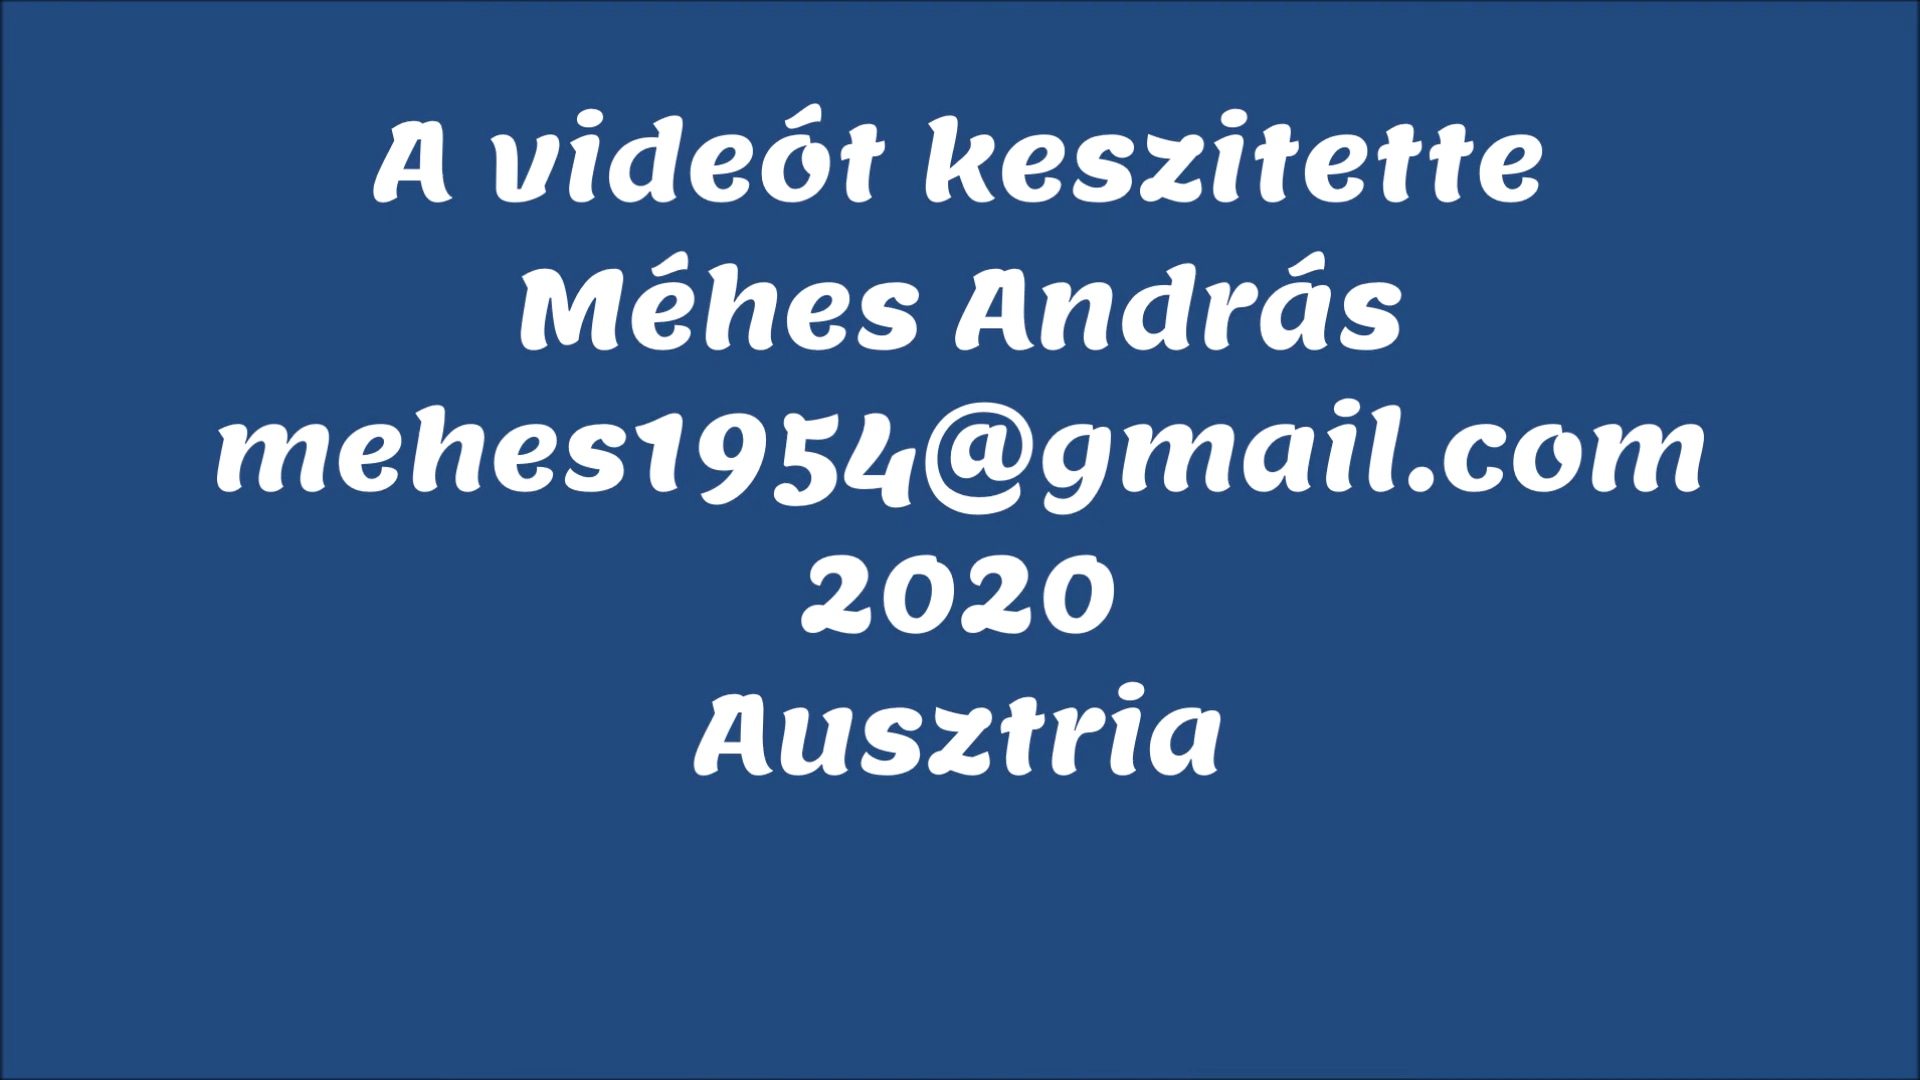 A videót keszitette
Méhes András
mehes1954@gmail.com
2020
Ausztria